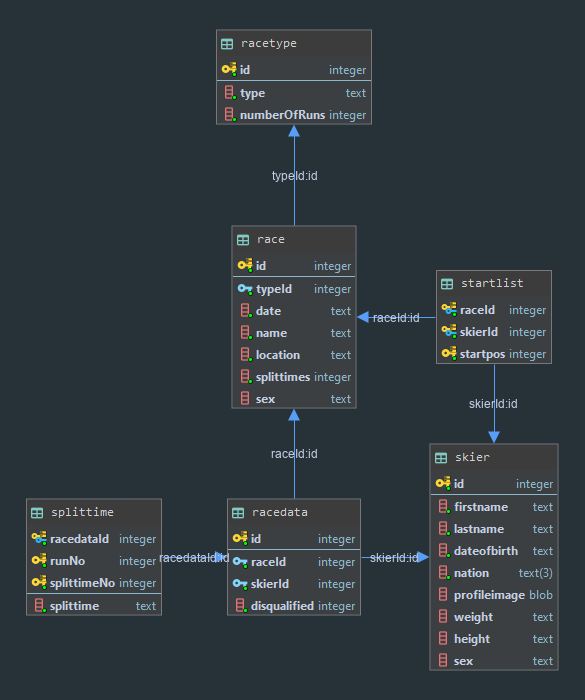 racetype
id integer
type text
numberOfRuns integer
typeId:id
race
id integer
typeId integer
date text
name text
location text
splittimes integer
sex text
startlist
raceId integer
skierId integer
startpos integer
raceId:id
skierId:id
raceId:id
skier
id integer
firstname text
lastname text
dateofbirth text
nation text(3)
profileimage blob
weight text
height text
sex text
splittime
racedataId integer
runNo integer
splittimeNo integer
splittime text
racedataId:id
racedata
id integer
raceId integer
skierId integer
disqualified integer
skierId:id